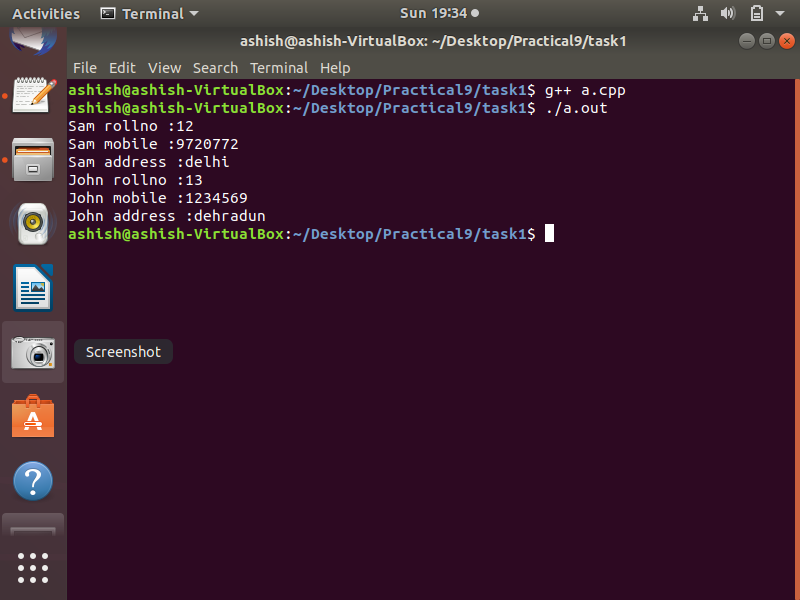 Activities Terminal Sun 19:34
ashish@ashish-VirtualBox: ~/Desktop/Practical9/task1
File Edit View Search Terminal Help
ashish@ashish-VirtualBox:~/Desktop/Practical9/task1$ g++ a.cpp
ashish@ashish-VirtualBox:~/Desktop/Practical9/task1$ ./a.out
Sam rollno :12
Sam mobile :9720772
Sam address :delhi
John rollno :13
John mobile :1234569
John address :dehradun
ashish@ashish-VirtualBox:~/Desktop/Practical9/task1$
Screenshot